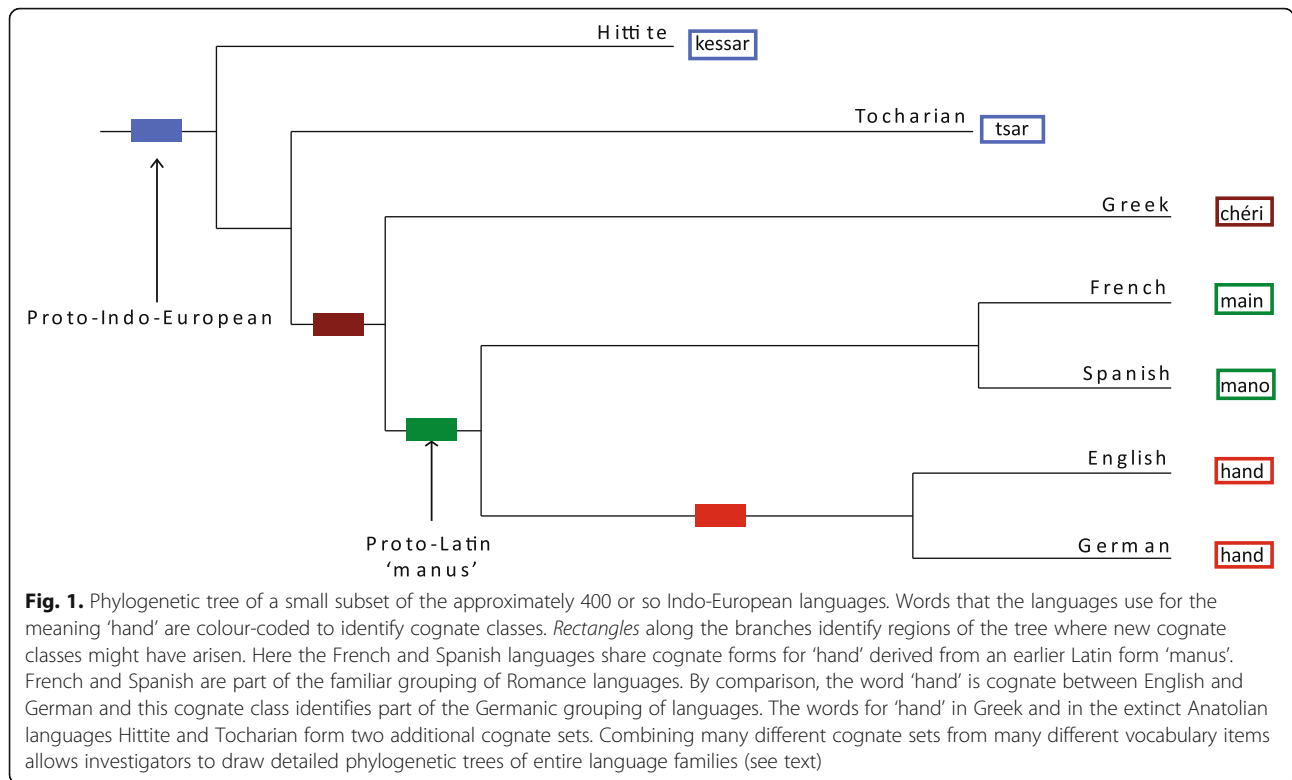 Hittite
kessar
Tocharian
tsar
Greek
chéri
French
main
Proto-Indo-European
Spanish
mano
English
hand
Proto-Latin
'manus'
German
hand
Fig. 1. Phylogenetic tree of a small subset of the approximately 400 or so Indo-European languages. Words that the languages use for the
meaning ‘hand’ are colour-coded to identify cognate classes. Rectangles along the branches identify regions of the tree where new cognate
classes might have arisen. Here the French and Spanish languages share cognate forms for ‘hand’ derived from an earlier Latin form ‘manus’.
French and Spanish are part of the familiar grouping of Romance languages. By comparison, the word ‘hand’ is cognate between English and
German and this cognate class identifies part of the Germanic grouping of languages. The words for ‘hand’ in Greek and in the extinct Anatolian
languages Hittite and Tocharian form two additional cognate sets. Combining many different cognate sets from many different vocabulary items
allows investigators to draw detailed phylogenetic trees of entire language families (see text)